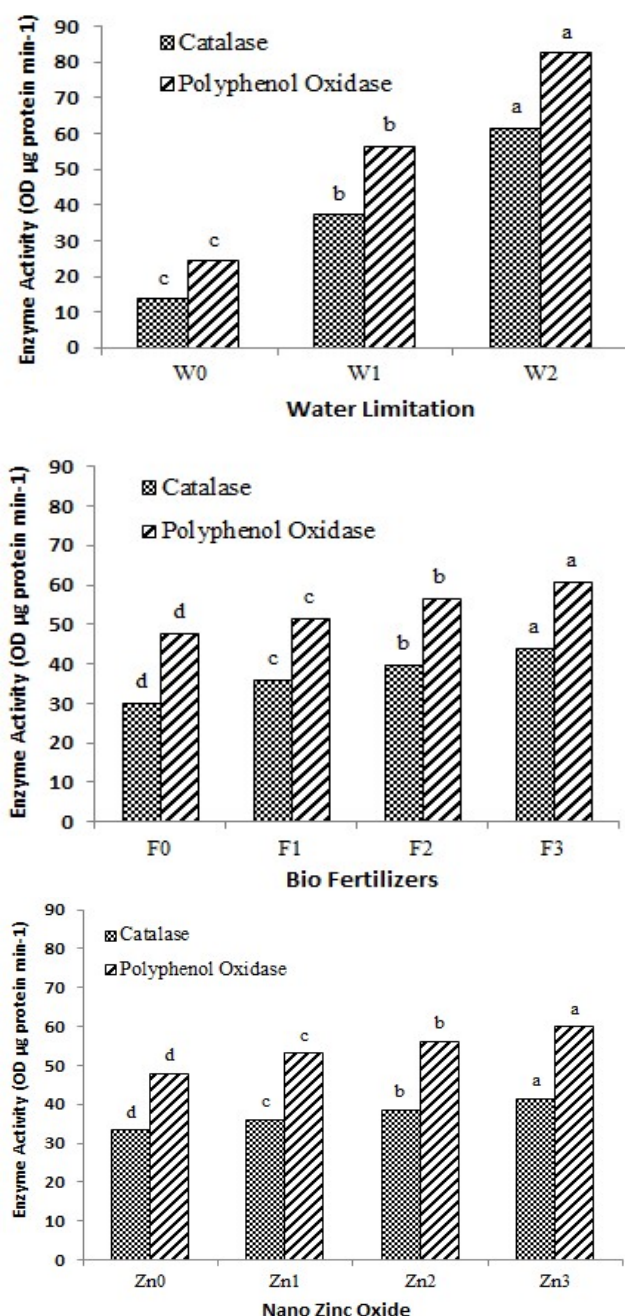 Enzyme Activity (OD µg protein min-1)
90
80
70
60
50
40
30
20
10
0
Catalase
Polyphenol Oxidase
c
c
b
b
a
a
W0 W1 W2
Water Limitation
Enzyme Activity (OD µg protein min-1)
90
80
70
60
50
40
30
20
10
0
Catalase
Polyphenol Oxidase
d
d
c
c
b
b
a
a
F0 F1 F2 F3
Bio Fertilizers
Enzyme Activity (OD µg protein min-1)
90
80
70
60
50
40
30
20
10
0
Catalase
Polyphenol Oxidase
d
d
c
c
b
b
a
a
Zn0 Zn1 Zn2 Zn3
Nano Zinc Oxide